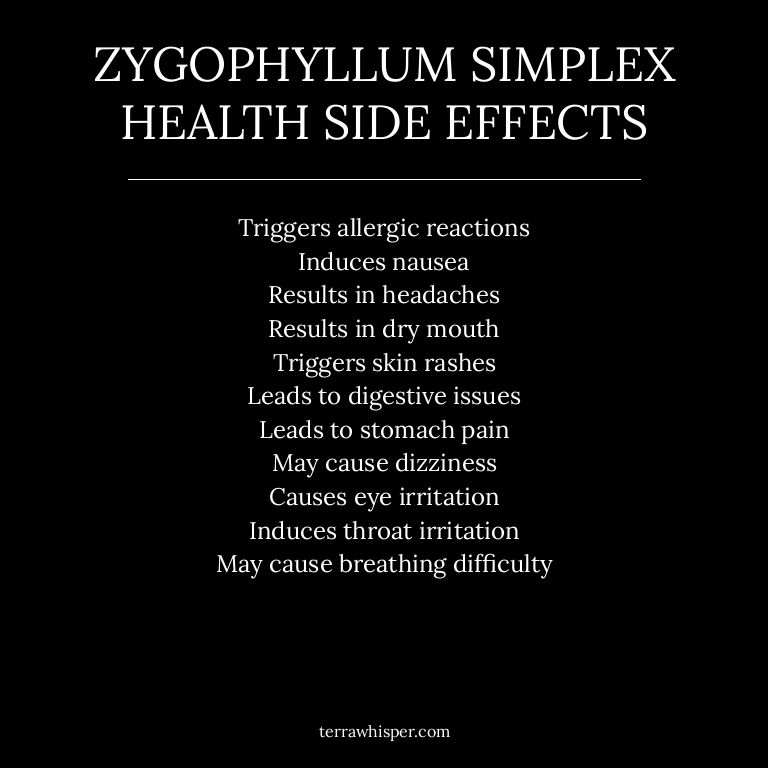 ZYGOPHYLLUM SIMPLEX
HEALTH SIDE EFFECTS
Triggers allergic reactions
Induces nausea
Results in headaches
Results in dry mouth
Triggers skin rashes
Leads to digestive issues
Leads to stomach pain
May cause dizziness
Causes eye irritation
Induces throat irritation
May cause breathing difficulty
terrawhisper.com